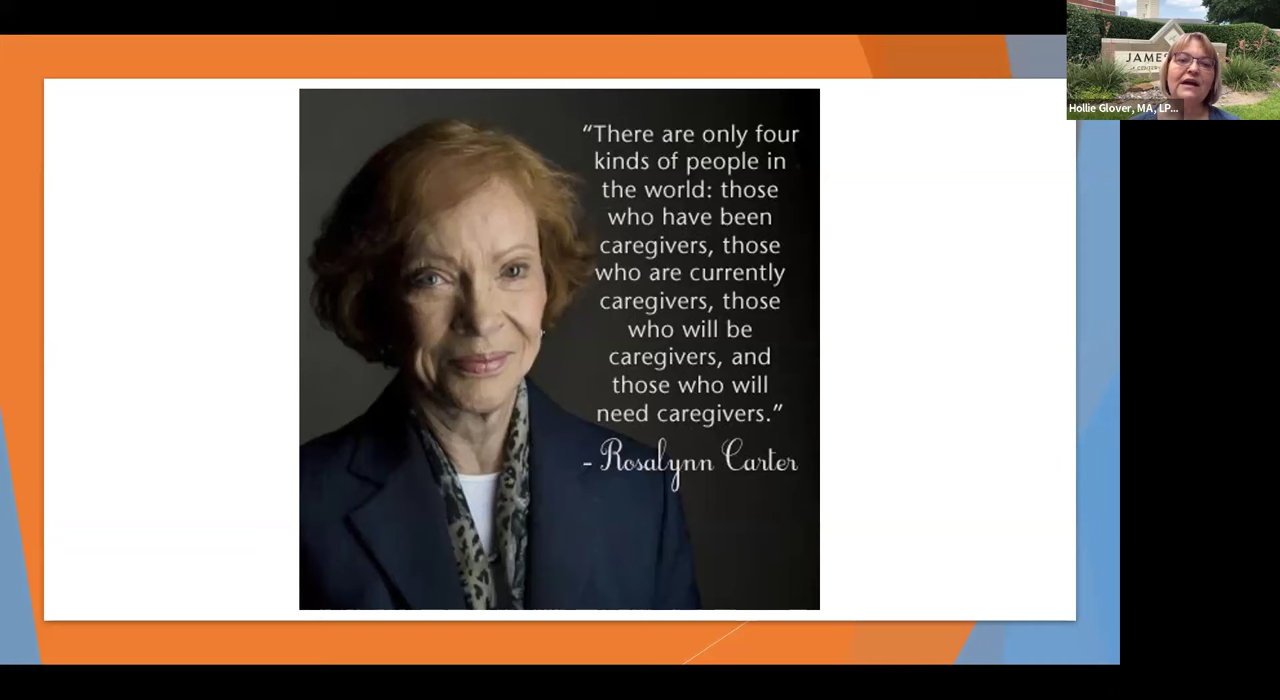 “There are only four
kinds of people in
the world: those
who have been
caregivers, those
who are currently
caregivers, those
who will be
caregivers, and
those who will
need caregivers.”
- Rosalynn Carter
JAMES
Hollie Glover, MA, LP...